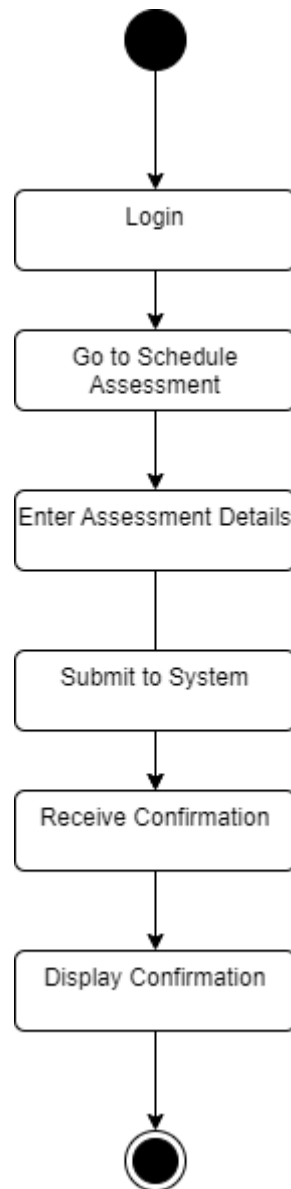 Login
Go to Schedule
Assessment
Enter Assessment Details
Submit to System
Receive Confirmation
Display Confirmation